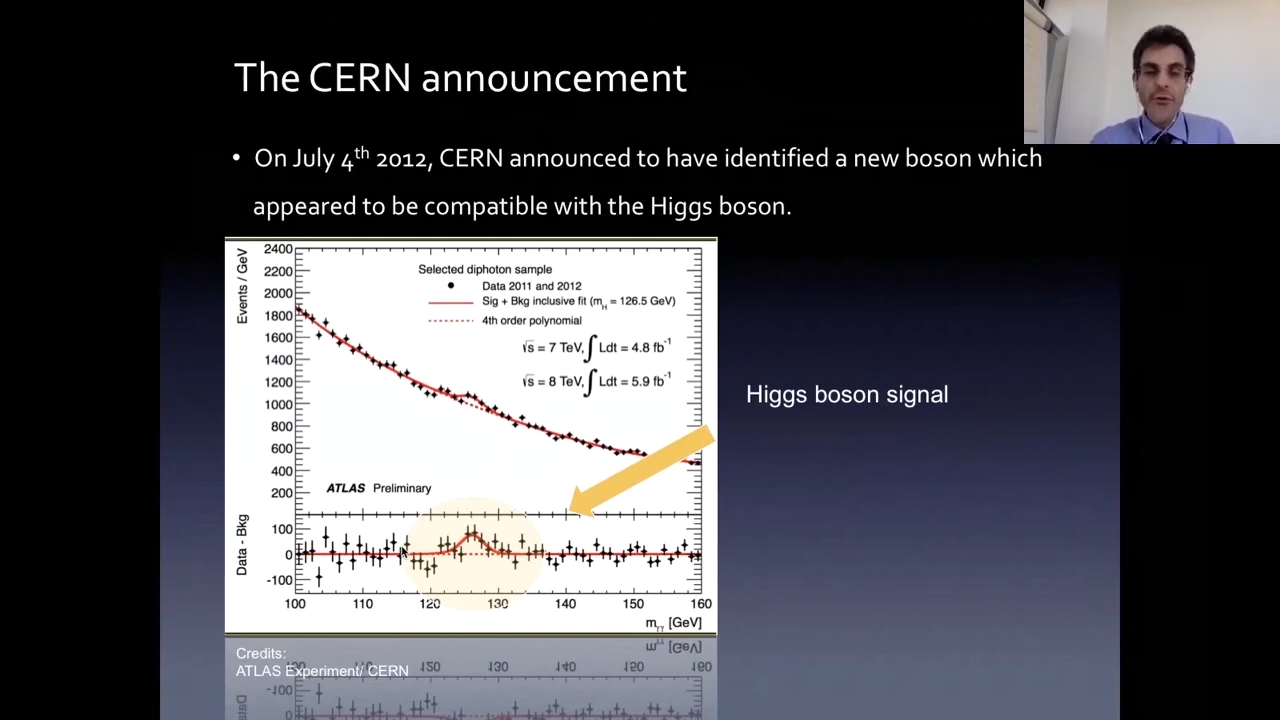 The CERN announcement
• On July 4th 2012, CERN announced to have identified a new boson which
appeared to be compatible with the Higgs boson.
Events / GeV
2400
2200
2000
1800
1600
1400
1200
1000
800
600
400
200
Selected diphoton sample
Data 2011 and 2012
Sig + Bkg inclusive fit (mH = 126.5 GeV)
4th order polynomial
√s = 7 TeV, ∫ Ldt = 4.8 fb-1
√s = 8 TeV, ∫ Ldt = 5.9 fb-1
ATLAS Preliminary
Higgs boson signal
Data - Bkg
100
0
-100
100 110 120 130 140 150 160
mγγ [GeV]
Credits:
ATLAS Experiment/ CERN